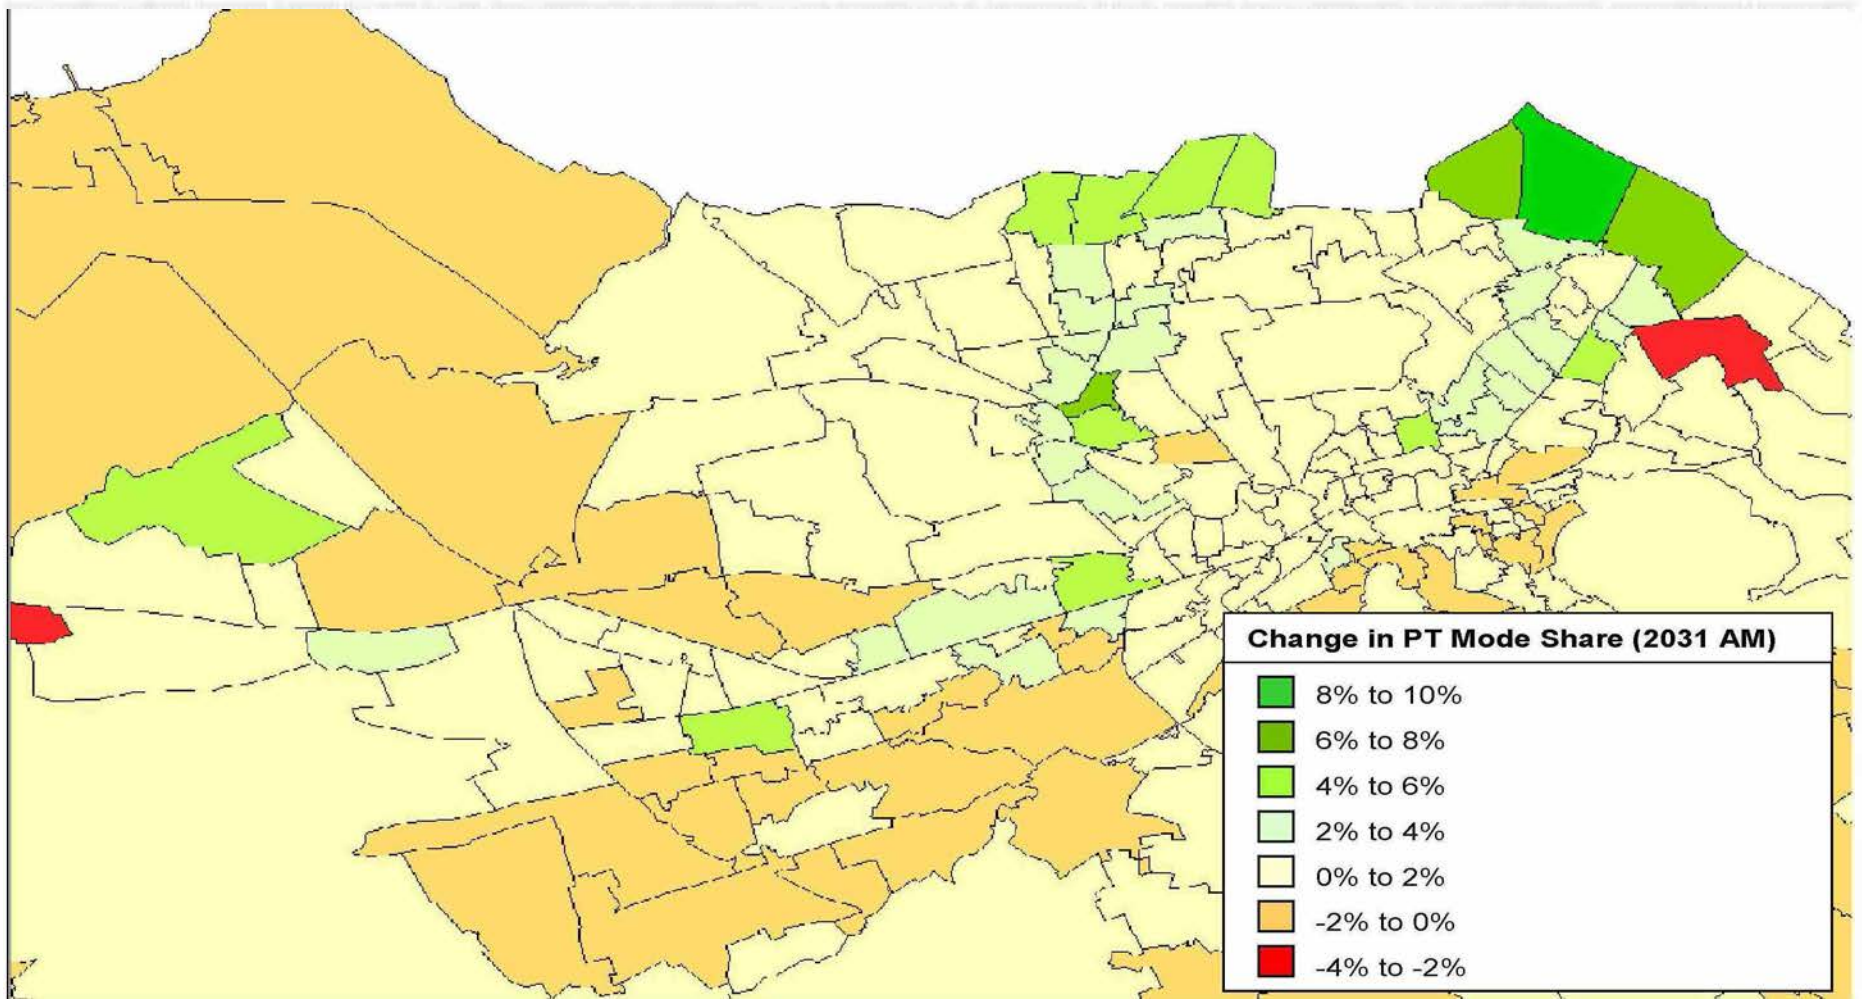 Change in PT Mode Share (2031 AM)
8% to 10%
6% to 8%
4% to 6%
2% to 4%
0% to 2%
-2% to 0%
-4% to -2%